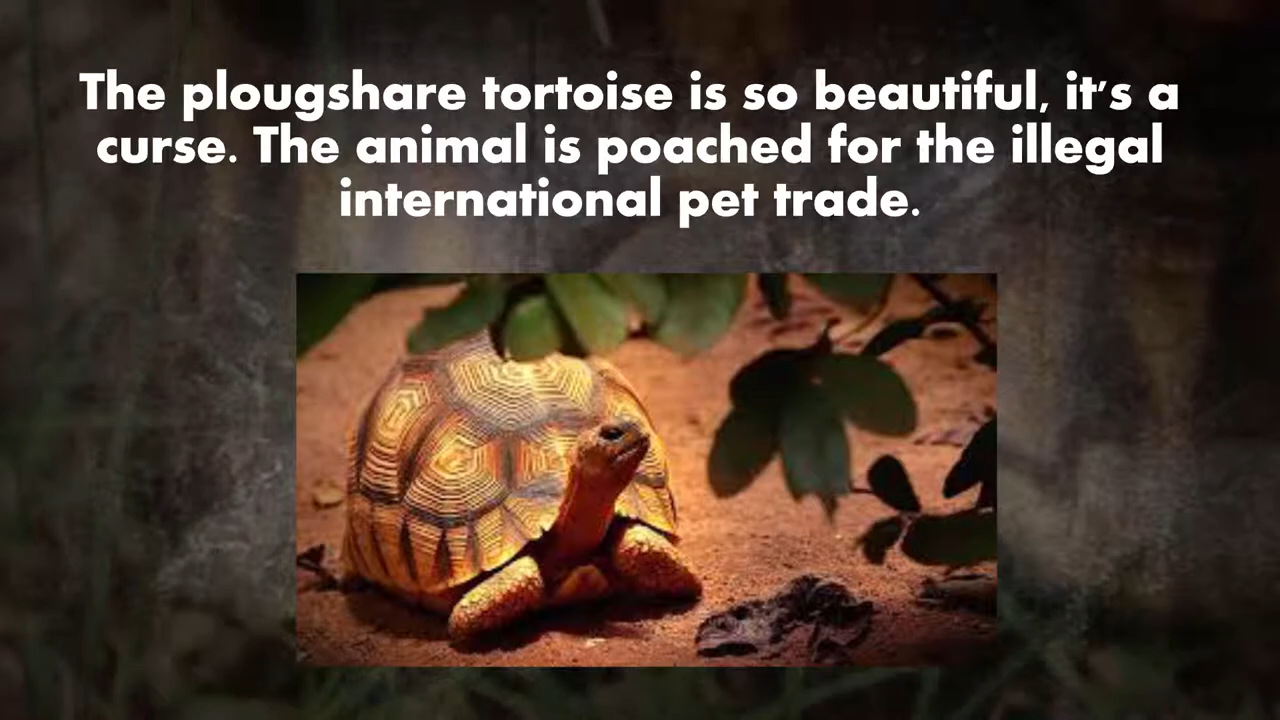 The plougshare tortoise is so beautiful, it's a
curse. The animal is poached for the illegal
international pet trade.